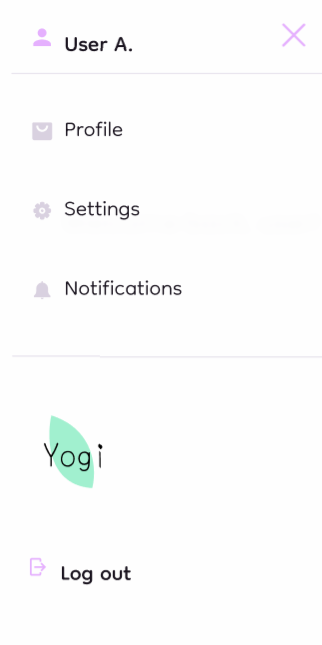 User A.
Profile
Settings
Notifications
Yogi
Log out